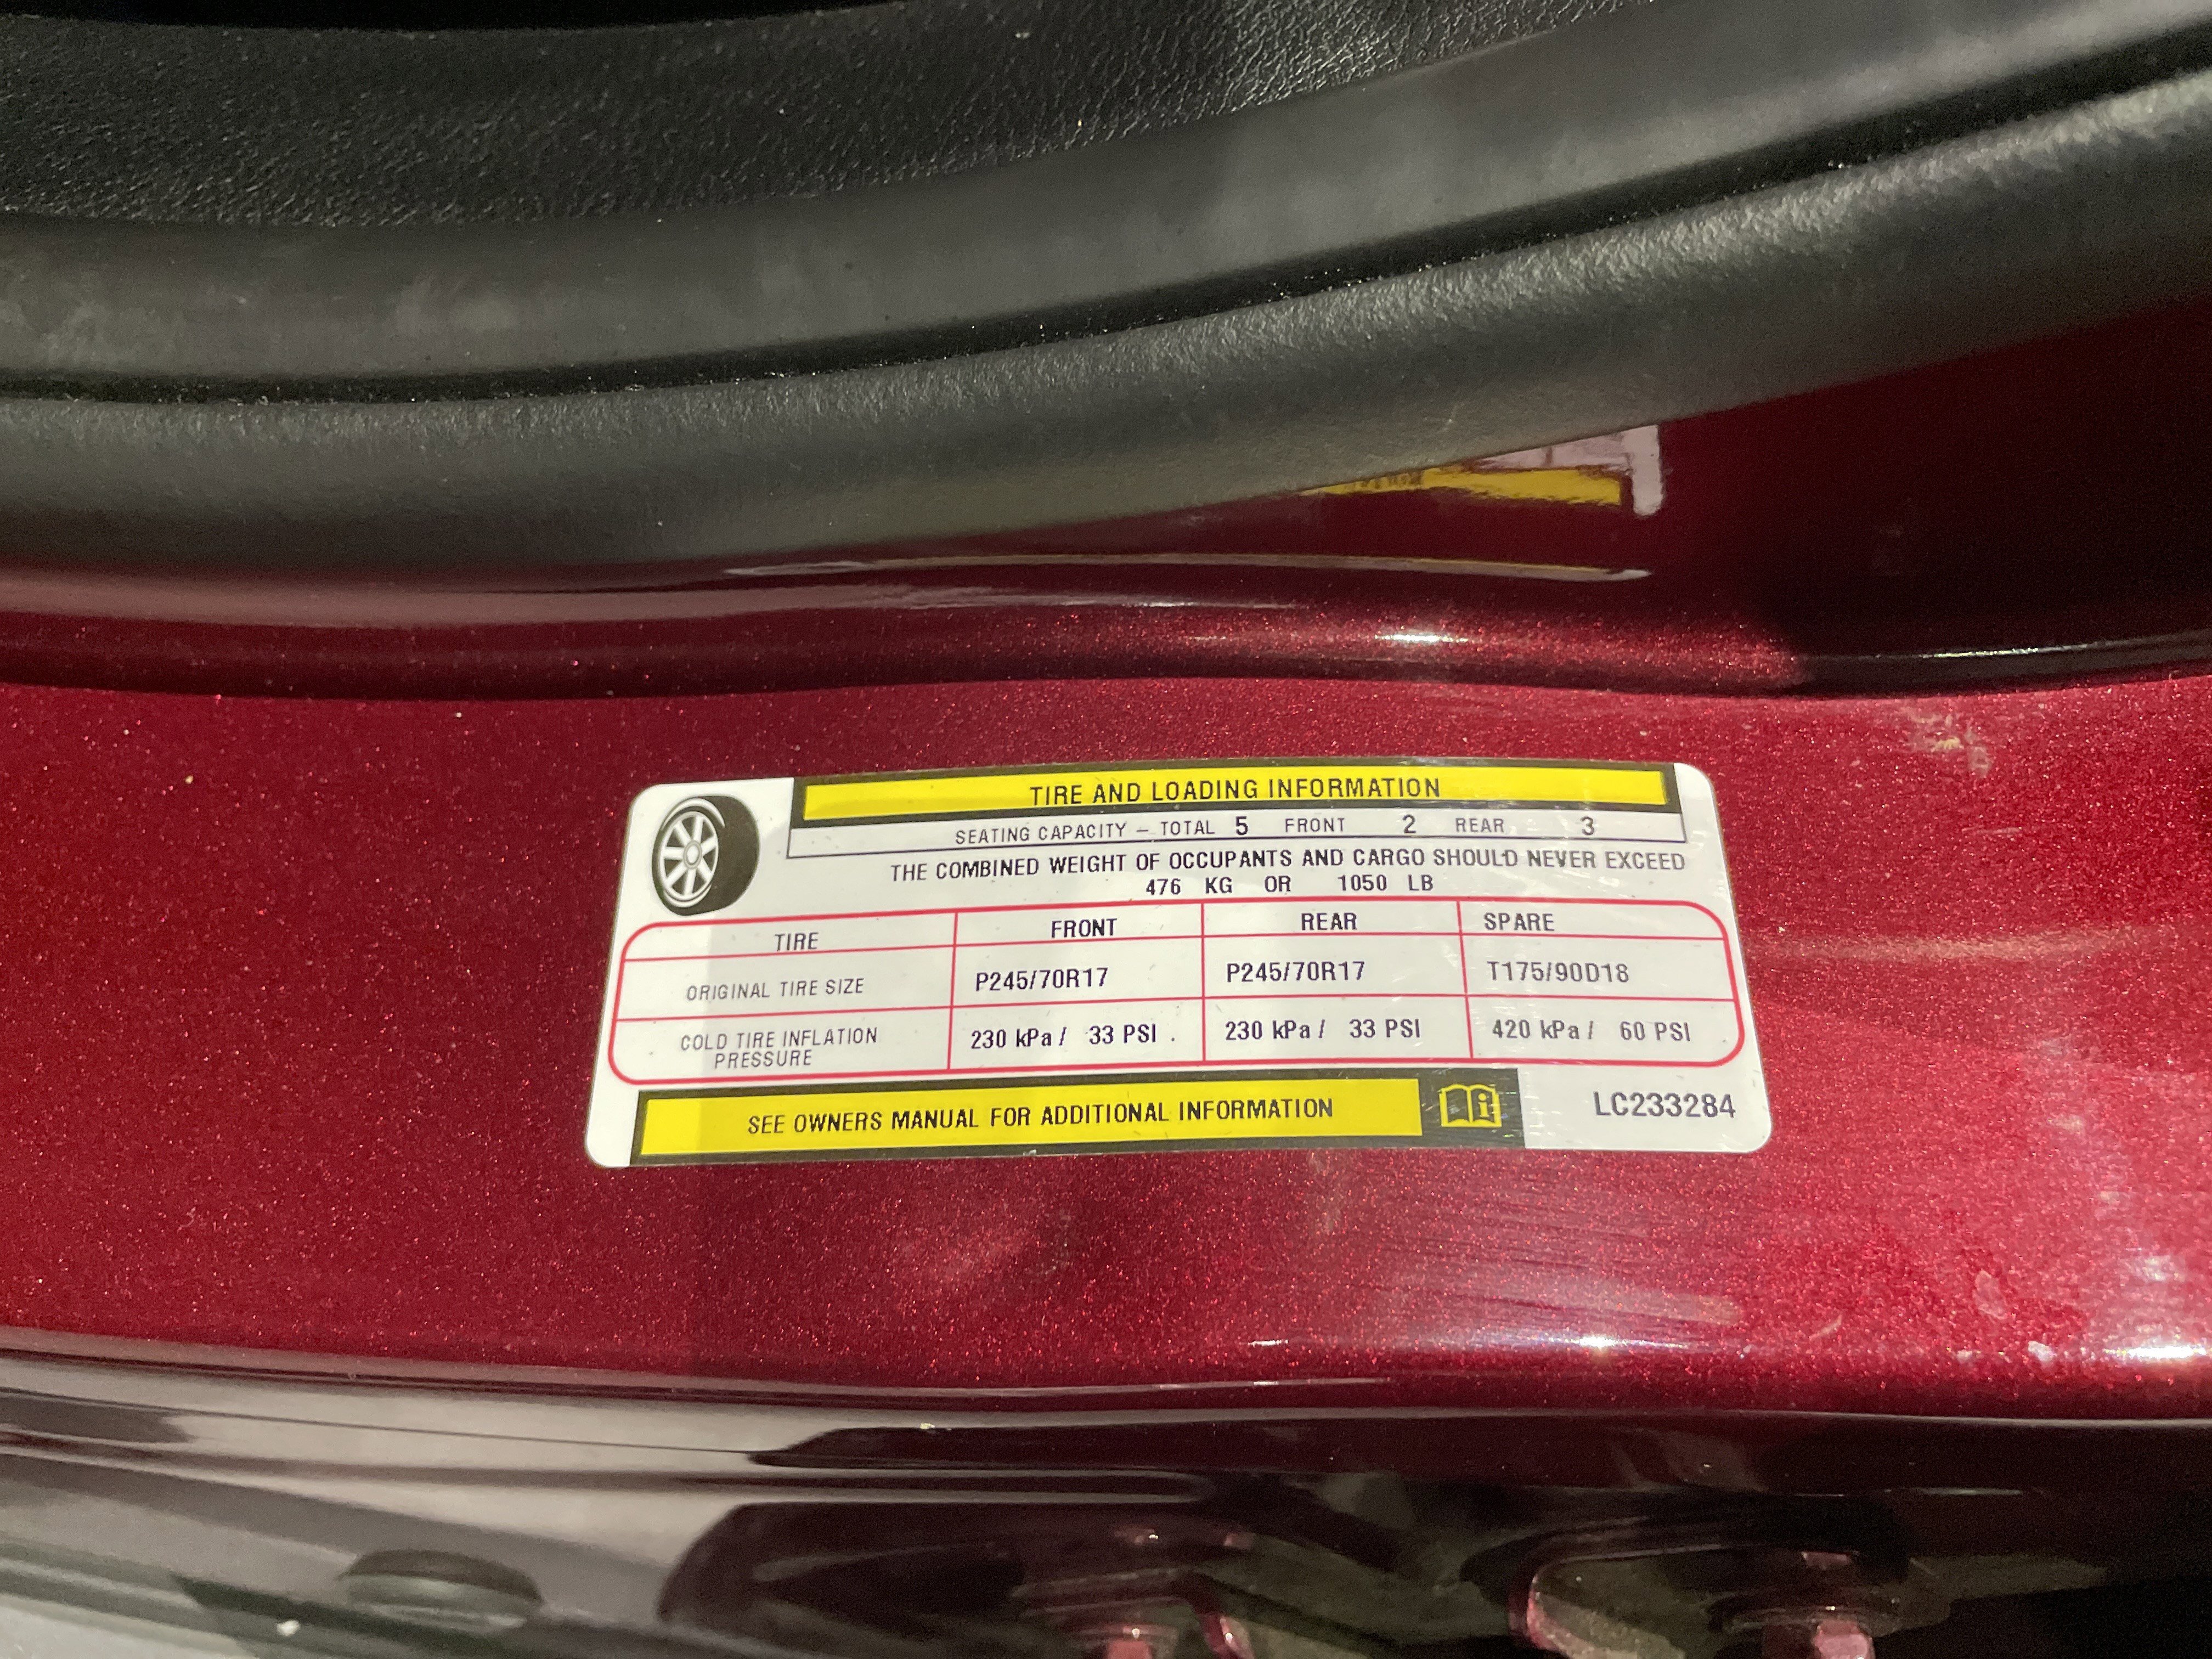 TIRE AND LOADING INFORMATION
SEATING CAPACITY – TOTAL 5 FRONT 2 REAR 3
THE COMBINED WEIGHT OF OCCUPANTS AND CARGO SHOULD NEVER EXCEED
476 KG OR 1050 LB
TIRE FRONT REAR SPARE
ORIGINAL TIRE SIZE P245/70R17 P245/70R17 T175/90D18
COLD TIRE INFLATION PRESSURE 230 kPa / 33 PSI . 230 kPa / 33 PSI 420 kPa / 60 PSI
SEE OWNERS MANUAL FOR ADDITIONAL INFORMATION
LC233284